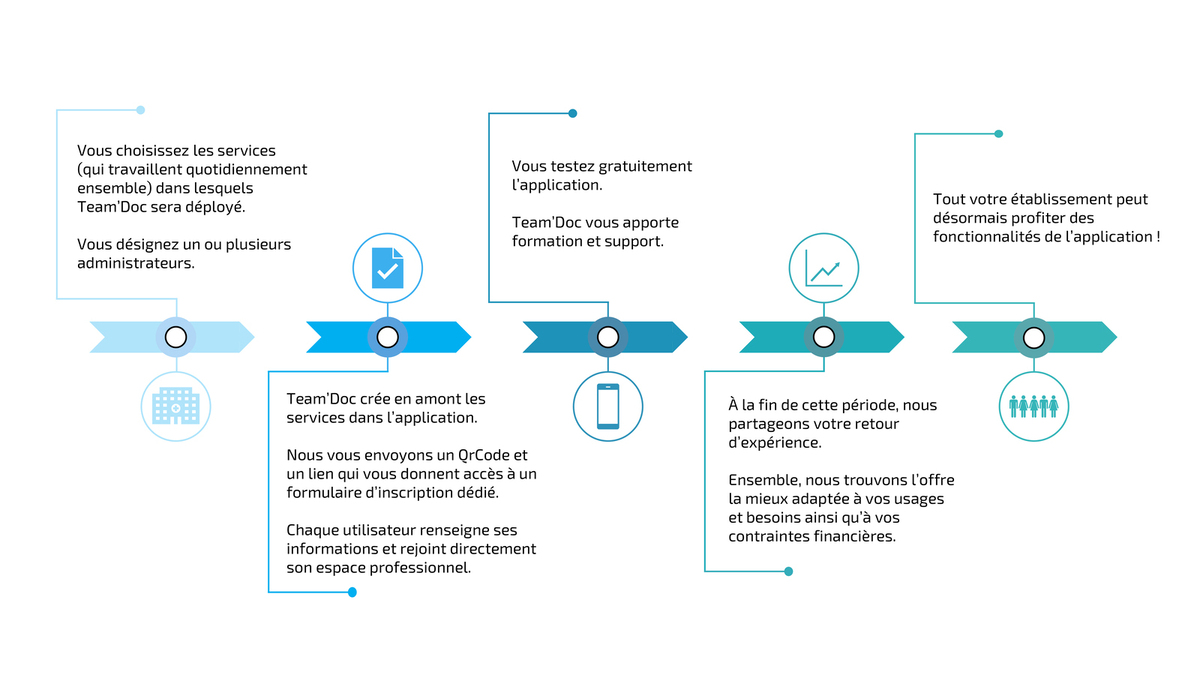 Vous choisissez les services
(qui travaillent quotidiennement
ensemble) dans lesquels
Team'Doc sera déployé.
Vous désignez un ou plusieurs
administrateurs.
Team'Doc crée en amont les
services dans l'application.
Nous vous envoyons un QrCode et
un lien qui vous donnent accès à un
formulaire d'inscription dédié.
Chaque utilisateur renseigne ses
informations et rejoint directement
son espace professionnel.
Vous testez gratuitement
l'application.
Team'Doc vous apporte
formation et support.
À la fin de cette période, nous
partageons votre retour
d'expérience.
Ensemble, nous trouvons l'offre
la mieux adaptée à vos usages
et besoins ainsi qu'à vos
contraintes financières.
Tout votre établissement peut
désormais profiter des
fonctionnalités de l'application !